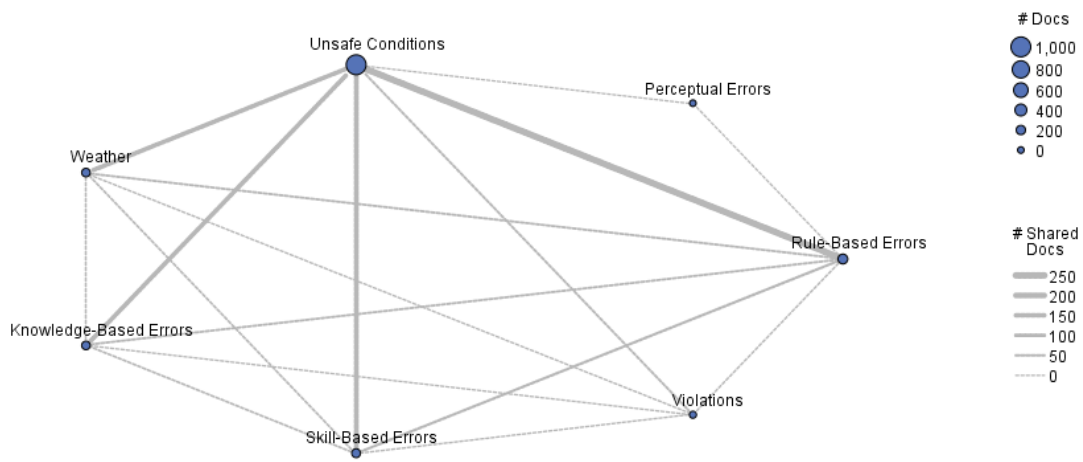 # Docs
1,000
800
600
400
200
0
Unsafe Conditions
Perceptual Errors
Weather
Rule-Based Errors
Knowledge-Based Errors
Violations
Skill-Based Errors
# Shared
Docs
250
200
150
100
50
0